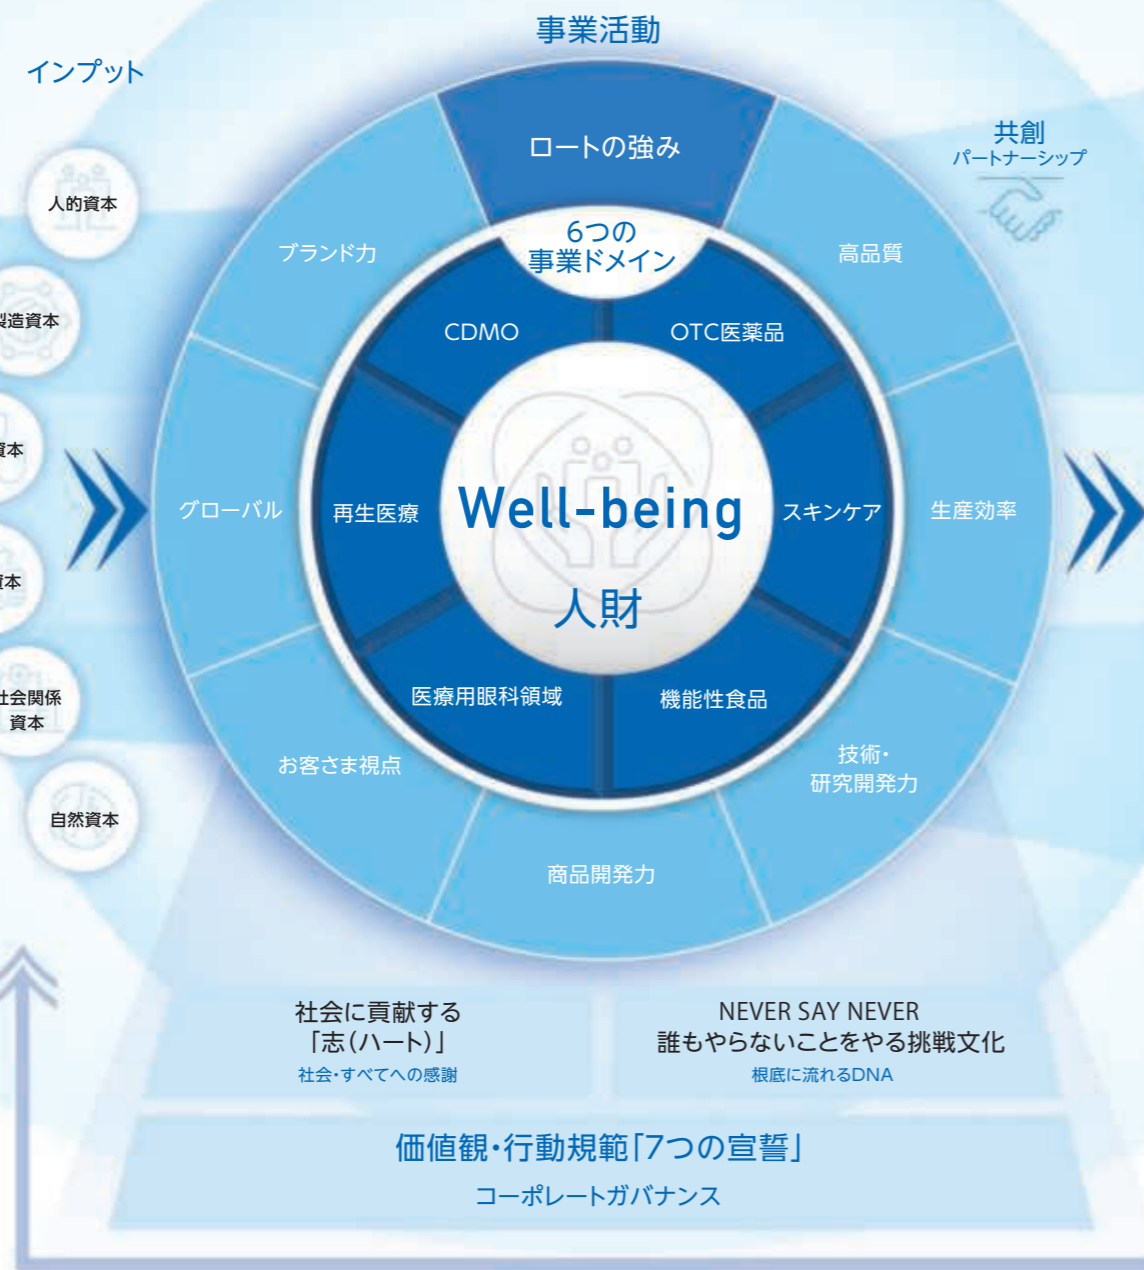 事業活動
インプット
ロートの強み
共創
パートナーシップ
人的資本
ブランド力
6つの
事業ドメイン
高品質
製造資本
CDMO
OTC医薬品
資本
グローバル
再生医療
Well-being
スキンケア
生産効率
人財
資本
社会関係
資本
医療用眼科領域
機能性食品
お客さま視点
技術・
研究開発力
自然資本
商品開発力
社会に貢献する
「志(ハート)」
社会・すべてへの感謝
NEVER SAY NEVER
誰もやらないことをやる挑戦文化
根底に流れるDNA
価値観・行動規範「7つの宣誓」
コーポレートガバナンス